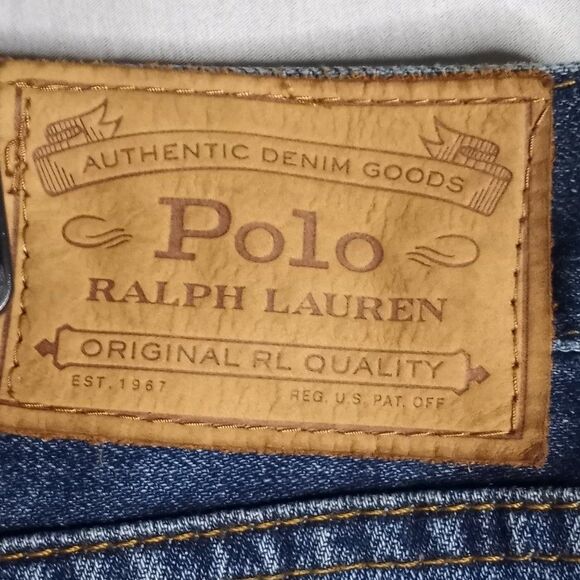 AUTHENTIC DENIM GOODS
Polo
RALPH LAUREN
ORIGINAL RL QUALITY
EST. 1967 REG. U.S. PAT. OFF